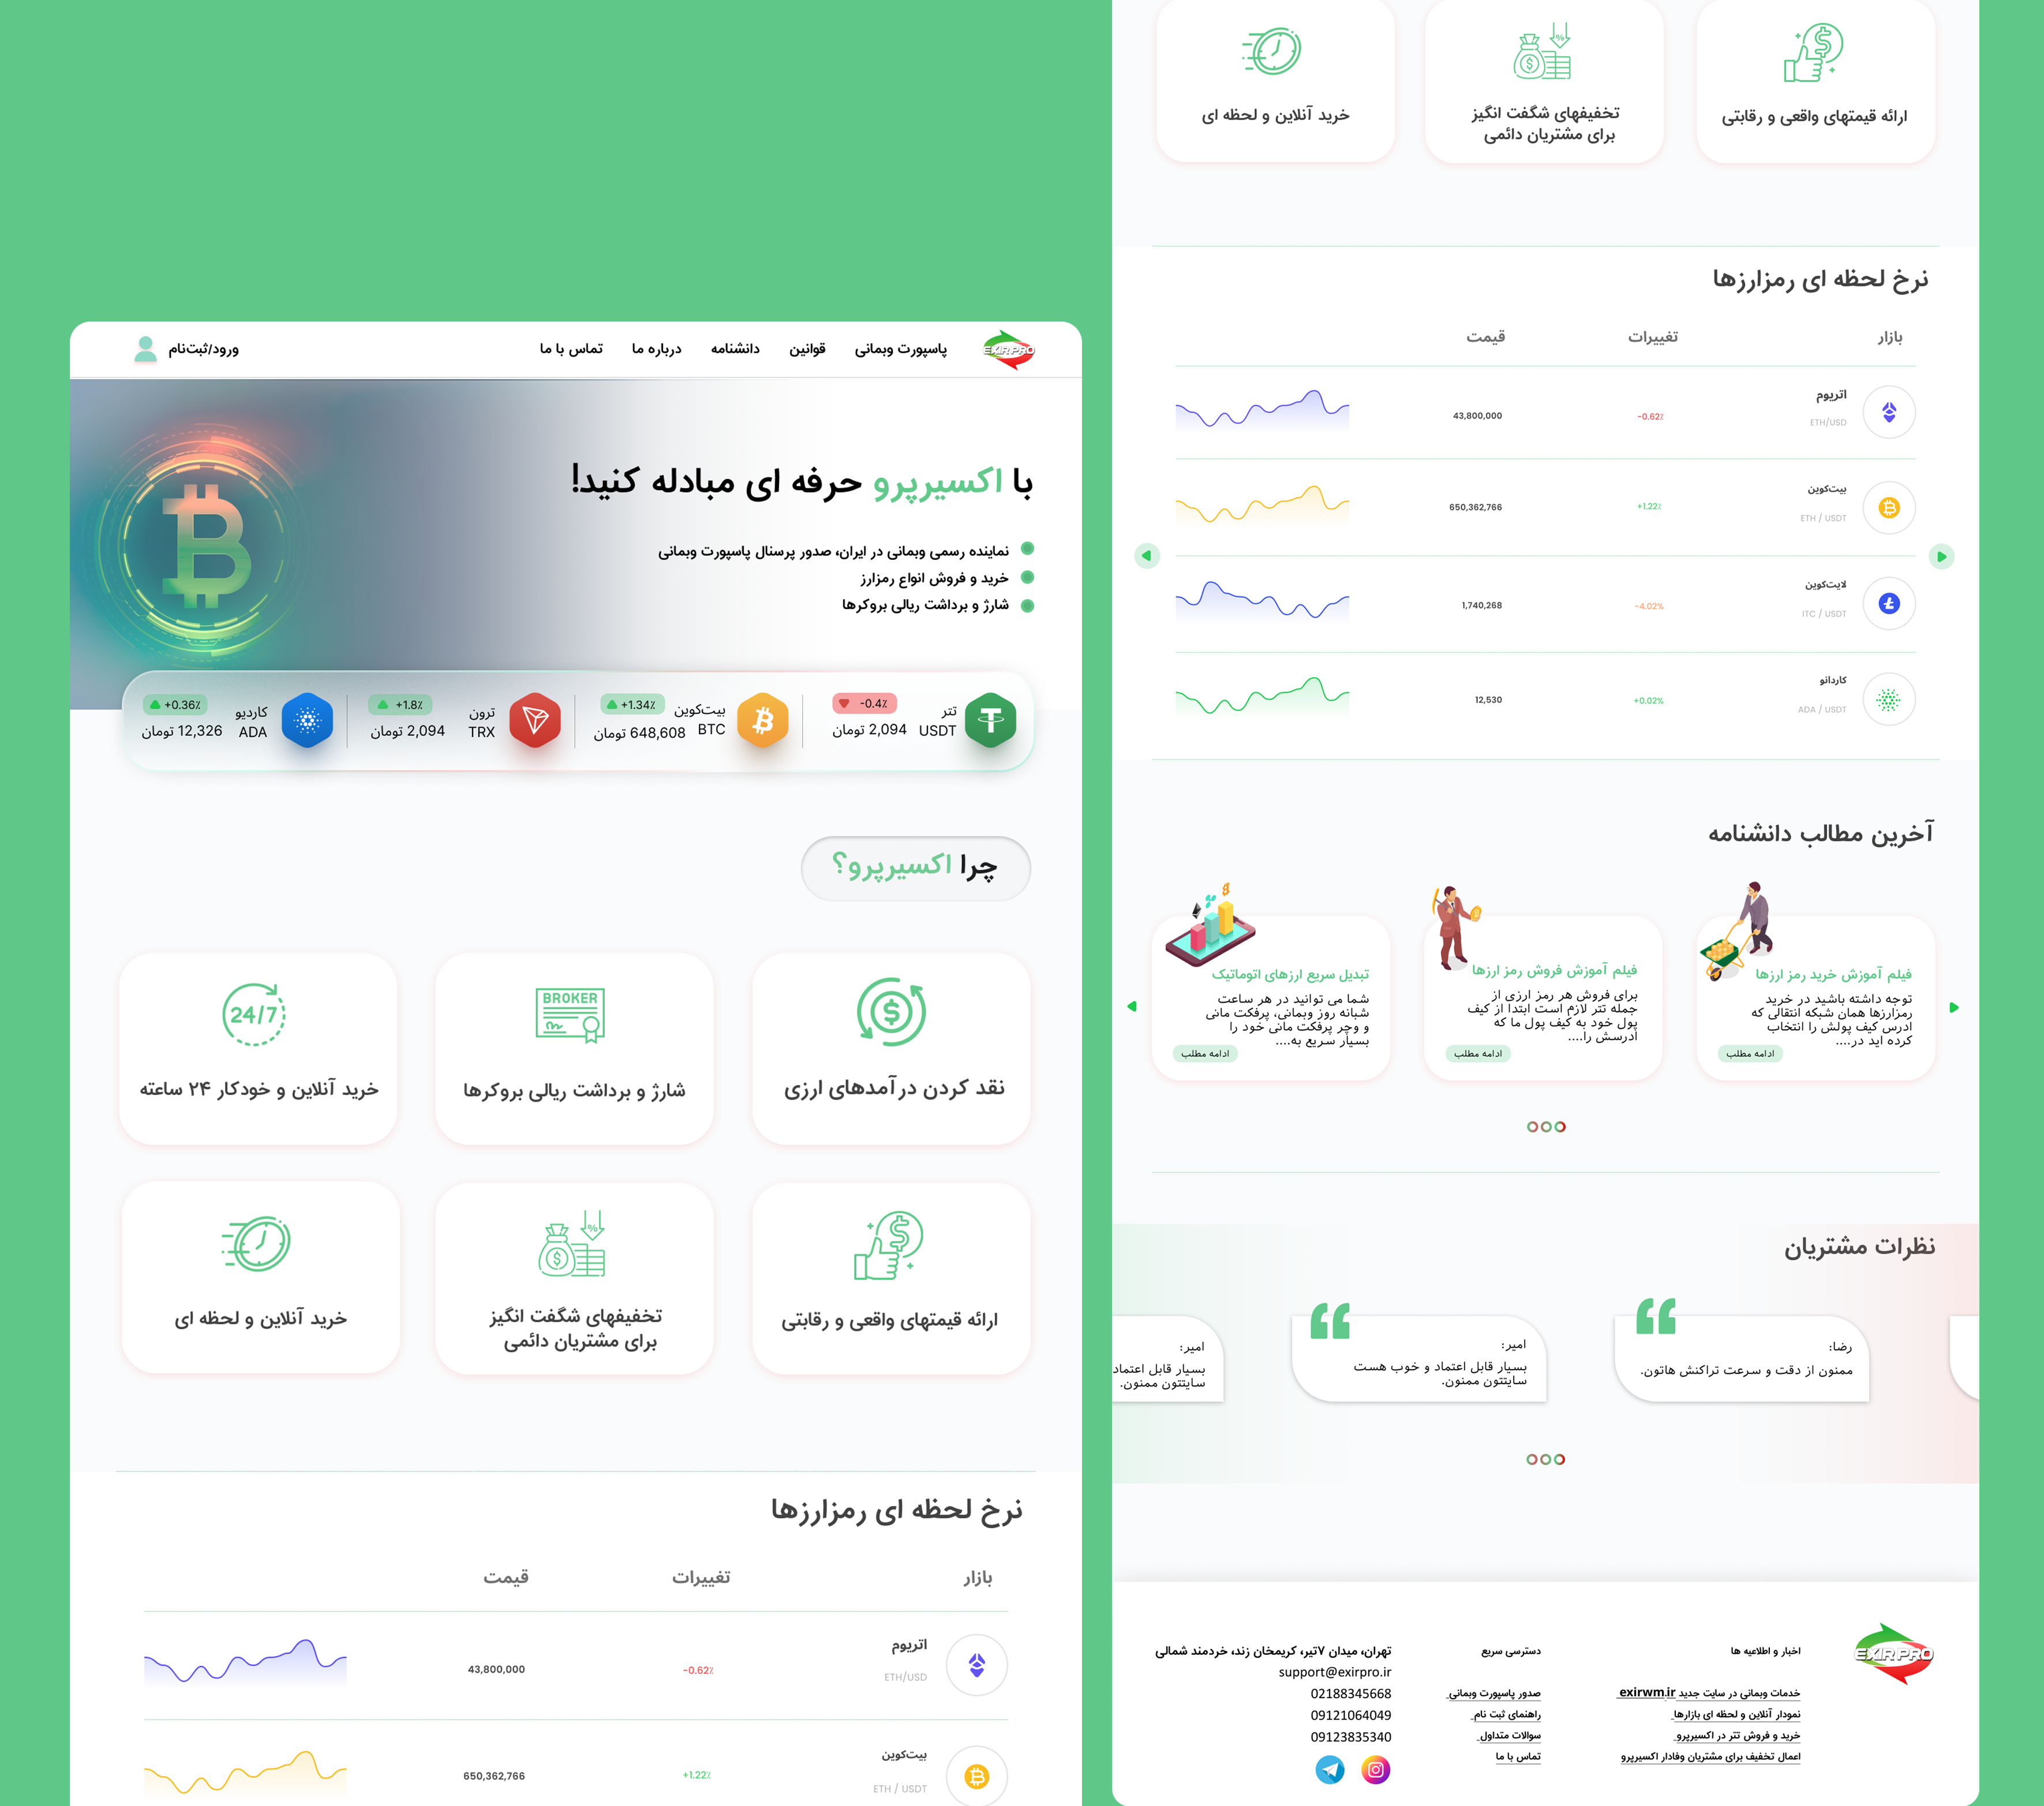 EXIR PRO
پاسپورت وبمانی
قوانین
دانشنامه
درباره ما
تماس با ما
ورود/ثبت‌نام
با اکسیرپرو حرفه ای مبادله کنید!
نماینده رسمی وبمانی در ایران، صدور پرسنال پاسپورت وبمانی
خرید و فروش انواع رمزارز
شارژ و برداشت ریالی بروکرها
تتر
USDT
-0.4٪
2,094 تومان
بیت‌کوین
BTC
+1.34٪
648,608 تومان
ترون
TRX
+1.8٪
2,094 تومان
کاردیو
ADA
+0.36٪
12,326 تومان
چرا اکسیرپرو؟
نقد کردن درآمدهای ارزی
BROKER
شارژ و برداشت ریالی بروکرها
24/7
خرید آنلاین و خودکار ۲۴ ساعته
ارائه قیمتهای واقعی و رقابتی
%
تخفیفهای شگفت انگیز
برای مشتریان دائمی
خرید آنلاین و لحظه ای
نرخ لحظه ای رمزارزها
بازار
تغییرات
قیمت
اتریوم
ETH/USD
-0.62٪
43,800,000
بیت‌کوین
ETH / USDT
+1.22٪
650,362,766
ارائه قیمتهای واقعی و رقابتی
%
تخفیفهای شگفت انگیز
برای مشتریان دائمی
خرید آنلاین و لحظه ای
نرخ لحظه ای رمزارزها
بازار
تغییرات
قیمت
اتریوم
ETH/USD
-0.62٪
43,800,000
بیت‌کوین
ETH / USDT
+1.22٪
650,362,766
لایت‌کوین
ITC / USDT
-4.02%
1,740,268
کاردانو
ADA / USDT
+0.02%
12,530
آخرین مطالب دانشنامه
فیلم آموزش خرید رمز ارزها
توجه داشته باشید در خرید
رمزارزها همان شبکه انتقالی که
ادرس کیف پولش را انتخاب
کرده اید در....
ادامه مطلب
فیلم آموزش فروش رمز ارزها
برای فروش هر رمز ارزی از
جمله تتر لازم است ابتدا از کیف
پول خود به کیف پول ما که
ادرسش را....
ادامه مطلب
تبدیل سریع ارزهای اتوماتیک
شما می توانید در هر ساعت
شبانه روز وبمانی، پرفکت مانی
و وچر پرفکت مانی خود را
بسیار سریع به....
ادامه مطلب
نظرات مشتریان
رضا:
ممنون از دقت و سرعت تراکنش هاتون.
امیر:
بسیار قابل اعتماد و خوب هست
سایتتون ممنون.
امیر:
بسیار قابل اعتماد
سایتتون ممنون.
EXIR PRO
اخبار و اطلاعیه ها
خدمات وبمانی در سایت جدید exirwm.ir
نمودار آنلاین و لحظه ای بازارها
خرید و فروش تتر در اکسیرپرو
اعمال تخفیف برای مشتریان وفادار اکسیرپرو
دسترسی سریع
صدور پاسپورت وبمانی
راهنمای ثبت نام
سوالات متداول
تماس با ما
تهران، میدان ۷تیر، کریمخان زند، خردمند شمالی
support@exirpro.ir
02188345668
09121064049
09123835340